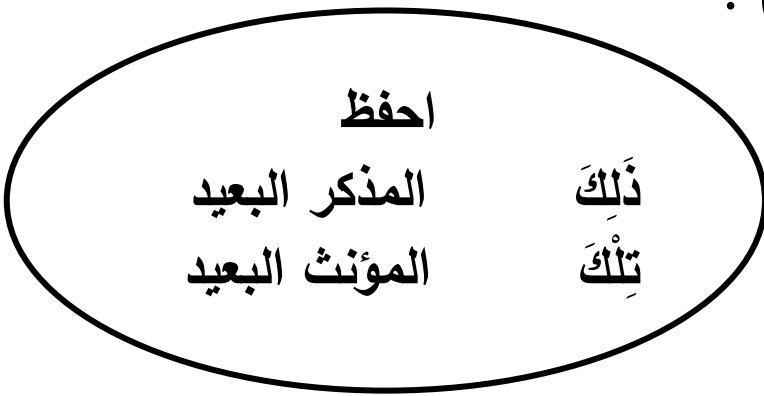 احفظ
ذَلِكَ المذكر البعيد
تِلْكَ المؤنث البعيد